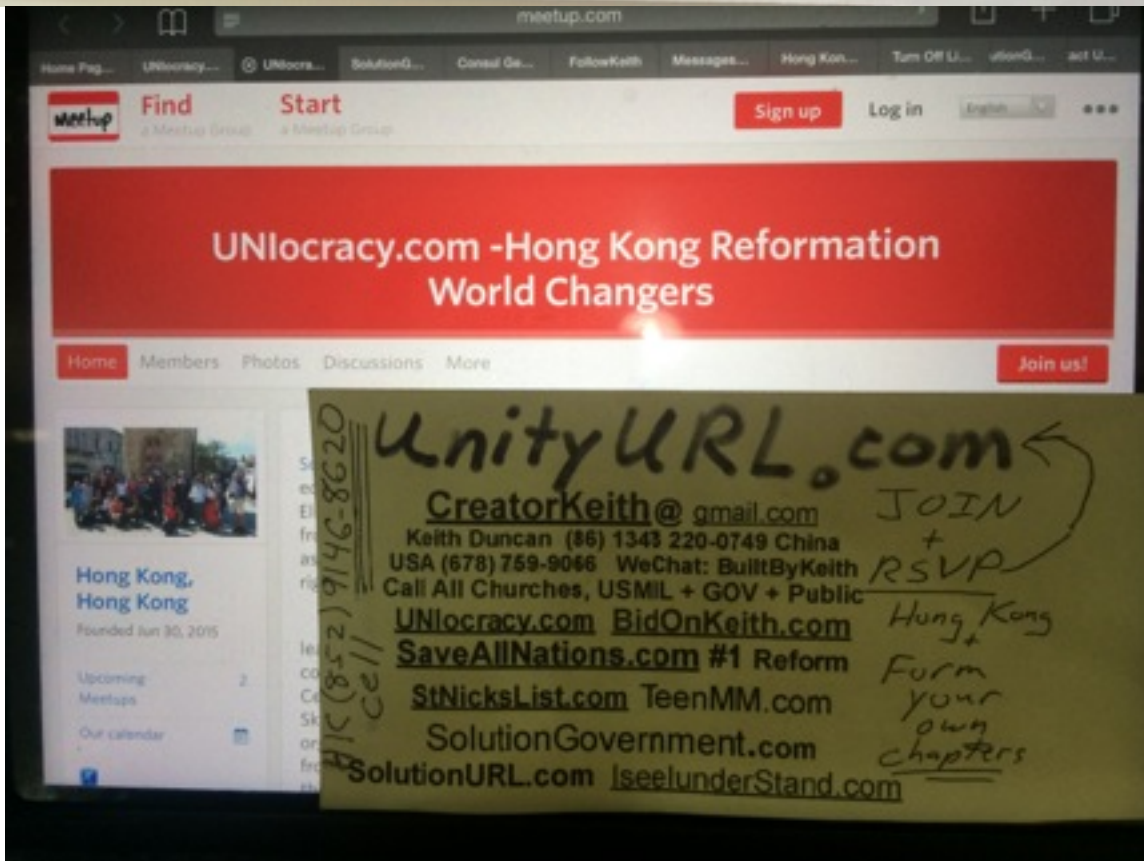 meetup.com
Home Pag...
UNIocracy...
UNIocra...
SolutionG...
Consul Ge...
FollowKeith
Messages...
Hong Kon...
Turn Off Li...
utionG...
act U...
Meetup
Find
a Meetup Group
Start
a Meetup Group
Sign up
Log in
English
UNIocracy.com -Hong Kong Reformation
World Changers
Home Members Photos Discussions More
Join us!
Hong Kong,
Hong Kong
Founded Jun 30, 2015
Upcoming 2
Meetups
Our calendar
UnityURL.com
CreatorKeith@ gmail.com
Keith Duncan (86) 1343 220-0749 China
USA (678) 759-9066 WeChat: BuiltByKeith
Call All Churches, USMIL + GOV + Public
UNIocracy.com BidOnKeith.com
SaveAllNations.com #1 Reform
StNicksList.com TeenMM.com
SolutionGovernment.com
SolutionURL.com IseeIunderStand.com
JOIN
+
RSVP
Hong Kong
+
Form
your
own
chapters
(852) 9146-8620
cell